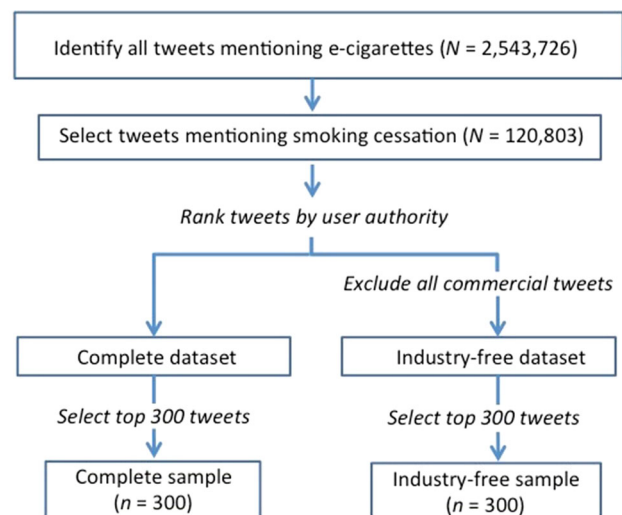 Identify all tweets mentioning e-cigarettes (N = 2,543,726)
Select tweets mentioning smoking cessation (N = 120,803)
Rank tweets by user authority
Exclude all commercial tweets
Complete dataset
Industry-free dataset
Select top 300 tweets
Select top 300 tweets
Complete sample
(n = 300)
Industry-free sample
(n = 300)